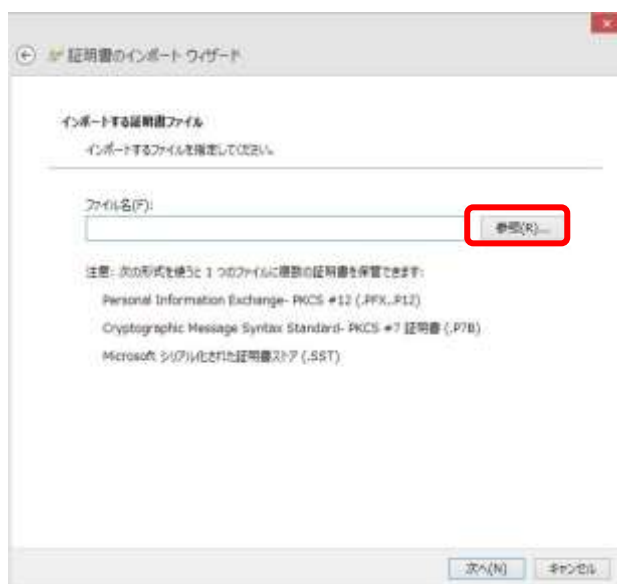 証明書のインポート ウィザード
インポートする証明書ファイル
インポートするファイルを指定してください。
ファイル名(F):
参照(R)...
注意: 次の形式を使うと 1 つのファイルに複数の証明書を保管できます:
Personal Information Exchange- PKCS #12 (.PFX,.P12)
Cryptographic Message Syntax Standard- PKCS #7 証明書 (.P7B)
Microsoft シリアル化された証明書ストア (.SST)
次へ(N)
キャンセル